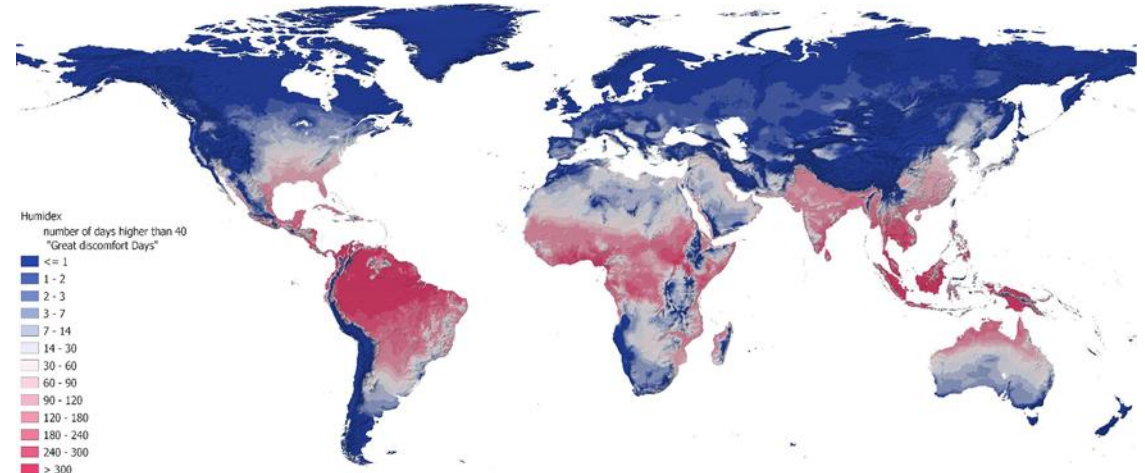 Humidex
number of days higher than 40
"Great discomfort Days"
<= 1
1 - 2
2 - 3
3 - 7
7 - 14
14 - 30
30 - 60
60 - 90
90 - 120
120 - 180
180 - 240
240 - 300
> 300